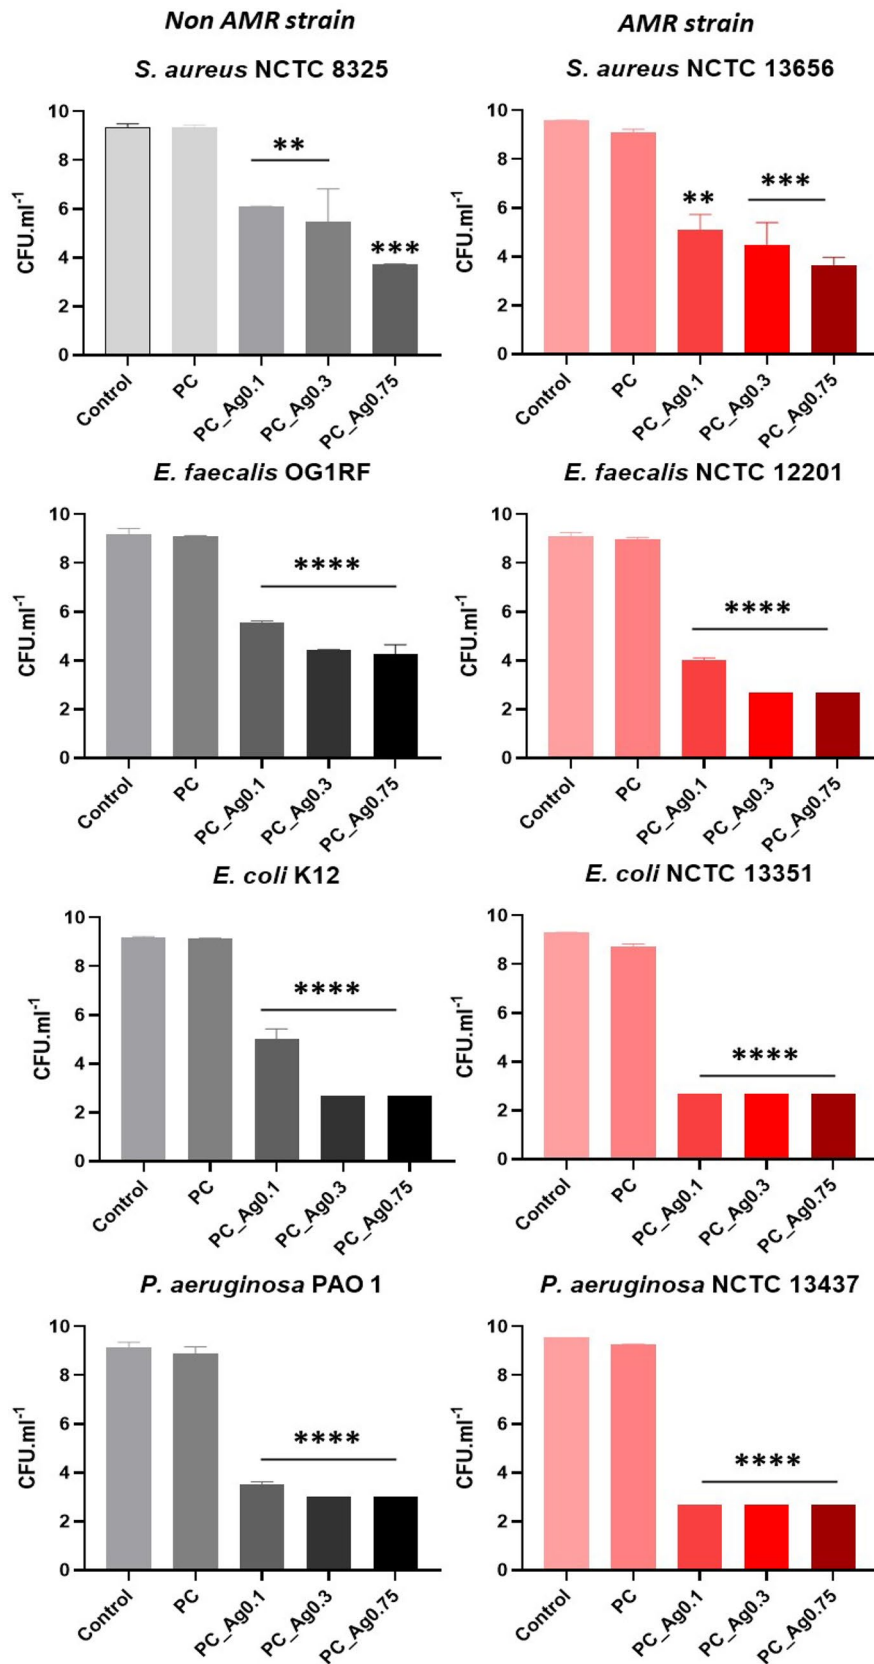 Non AMR strain
AMR strain
S. aureus NCTC 8325
S. aureus NCTC 13656
CFU.ml-1
10
8
6
4
2
0
**
***
Control
PC
PC_Ag0.1
PC_Ag0.3
PC_Ag0.75
CFU.ml-1
10
8
6
4
2
0
**
***
Control
PC
PC_Ag0.1
PC_Ag0.3
PC_Ag0.75
E. faecalis OG1RF
E. faecalis NCTC 12201
CFU.ml-1
10
8
6
4
2
0
****
Control
PC
PC_Ag0.1
PC_Ag0.3
PC_Ag0.75
CFU.ml-1
10
8
6
4
2
0
****
Control
PC
PC_Ag0.1
PC_Ag0.3
PC_Ag0.75
E. coli K12
E. coli NCTC 13351
CFU.ml-1
10
8
6
4
2
0
****
Control
PC
PC_Ag0.1
PC_Ag0.3
PC_Ag0.75
CFU.ml-1
10
8
6
4
2
0
****
Control
PC
PC_Ag0.1
PC_Ag0.3
PC_Ag0.75
P. aeruginosa PAO 1
P. aeruginosa NCTC 13437
CFU.ml-1
10
8
6
4
2
0
****
Control
PC
PC_Ag0.1
PC_Ag0.3
PC_Ag0.75
CFU.ml-1
10
8
6
4
2
0
****
Control
PC
PC_Ag0.1
PC_Ag0.3
PC_Ag0.75